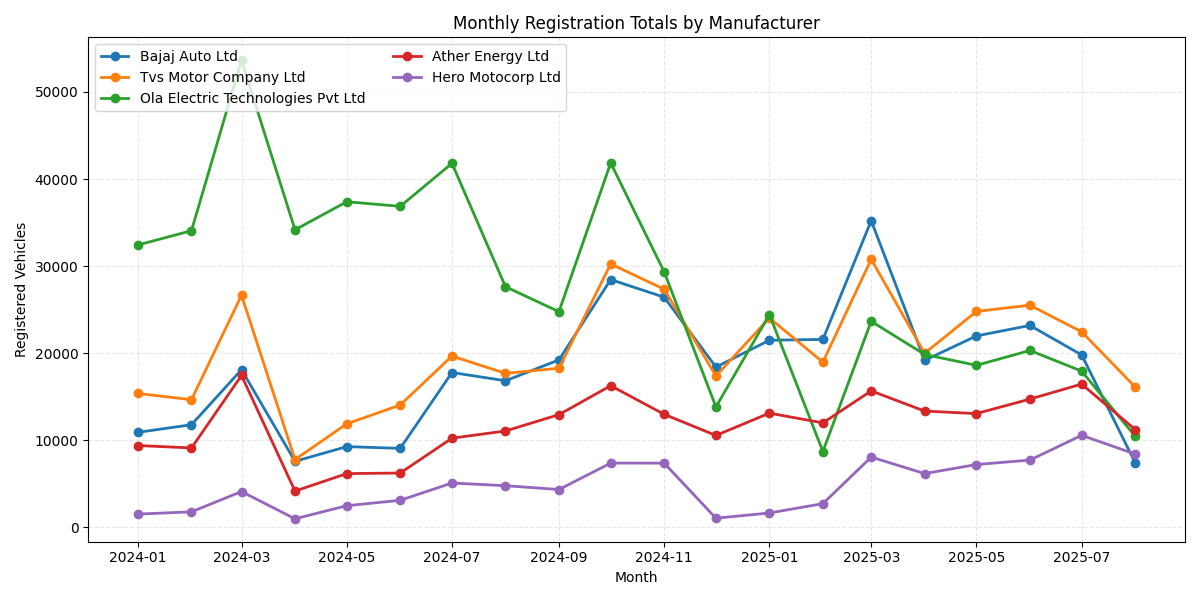 Monthly Registration Totals by Manufacturer
Bajaj Auto Ltd
Tvs Motor Company Ltd
Ola Electric Technologies Pvt Ltd
Ather Energy Ltd
Hero Motocorp Ltd
Registered Vehicles
50000
40000
30000
20000
10000
0
2024-01 2024-03 2024-05 2024-07 2024-09 2024-11 2025-01 2025-03 2025-05 2025-07
Month